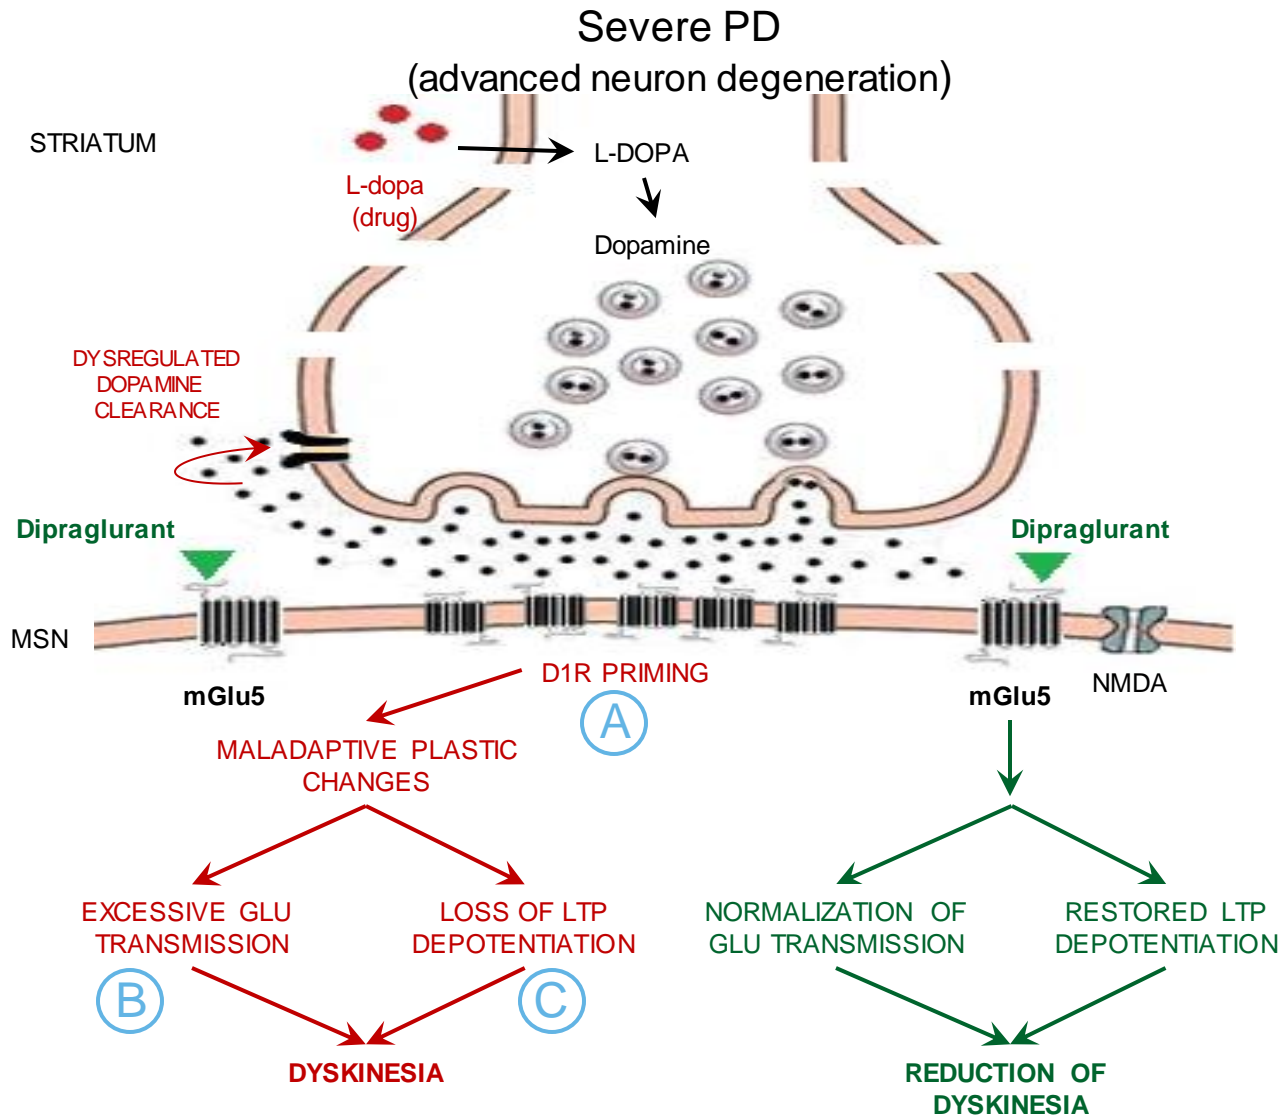 Severe PD
(advanced neuron degeneration)
STRIATUM
L-dopa
(drug)
L-DOPA
Dopamine
DYSREGULATED
DOPAMINE
CLEARANCE
Dipraglurant
Dipraglurant
MSN
mGlu5
D1R PRIMING
mGlu5
NMDA
A
MALADAPTIVE PLASTIC
CHANGES
EXCESSIVE GLU
TRANSMISSION
LOSS OF LTP
DEPOTENTIATION
NORMALIZATION OF
GLU TRANSMISSION
RESTORED LTP
DEPOTENTIATION
B
C
DYSKINESIA
REDUCTION OF
DYSKINESIA